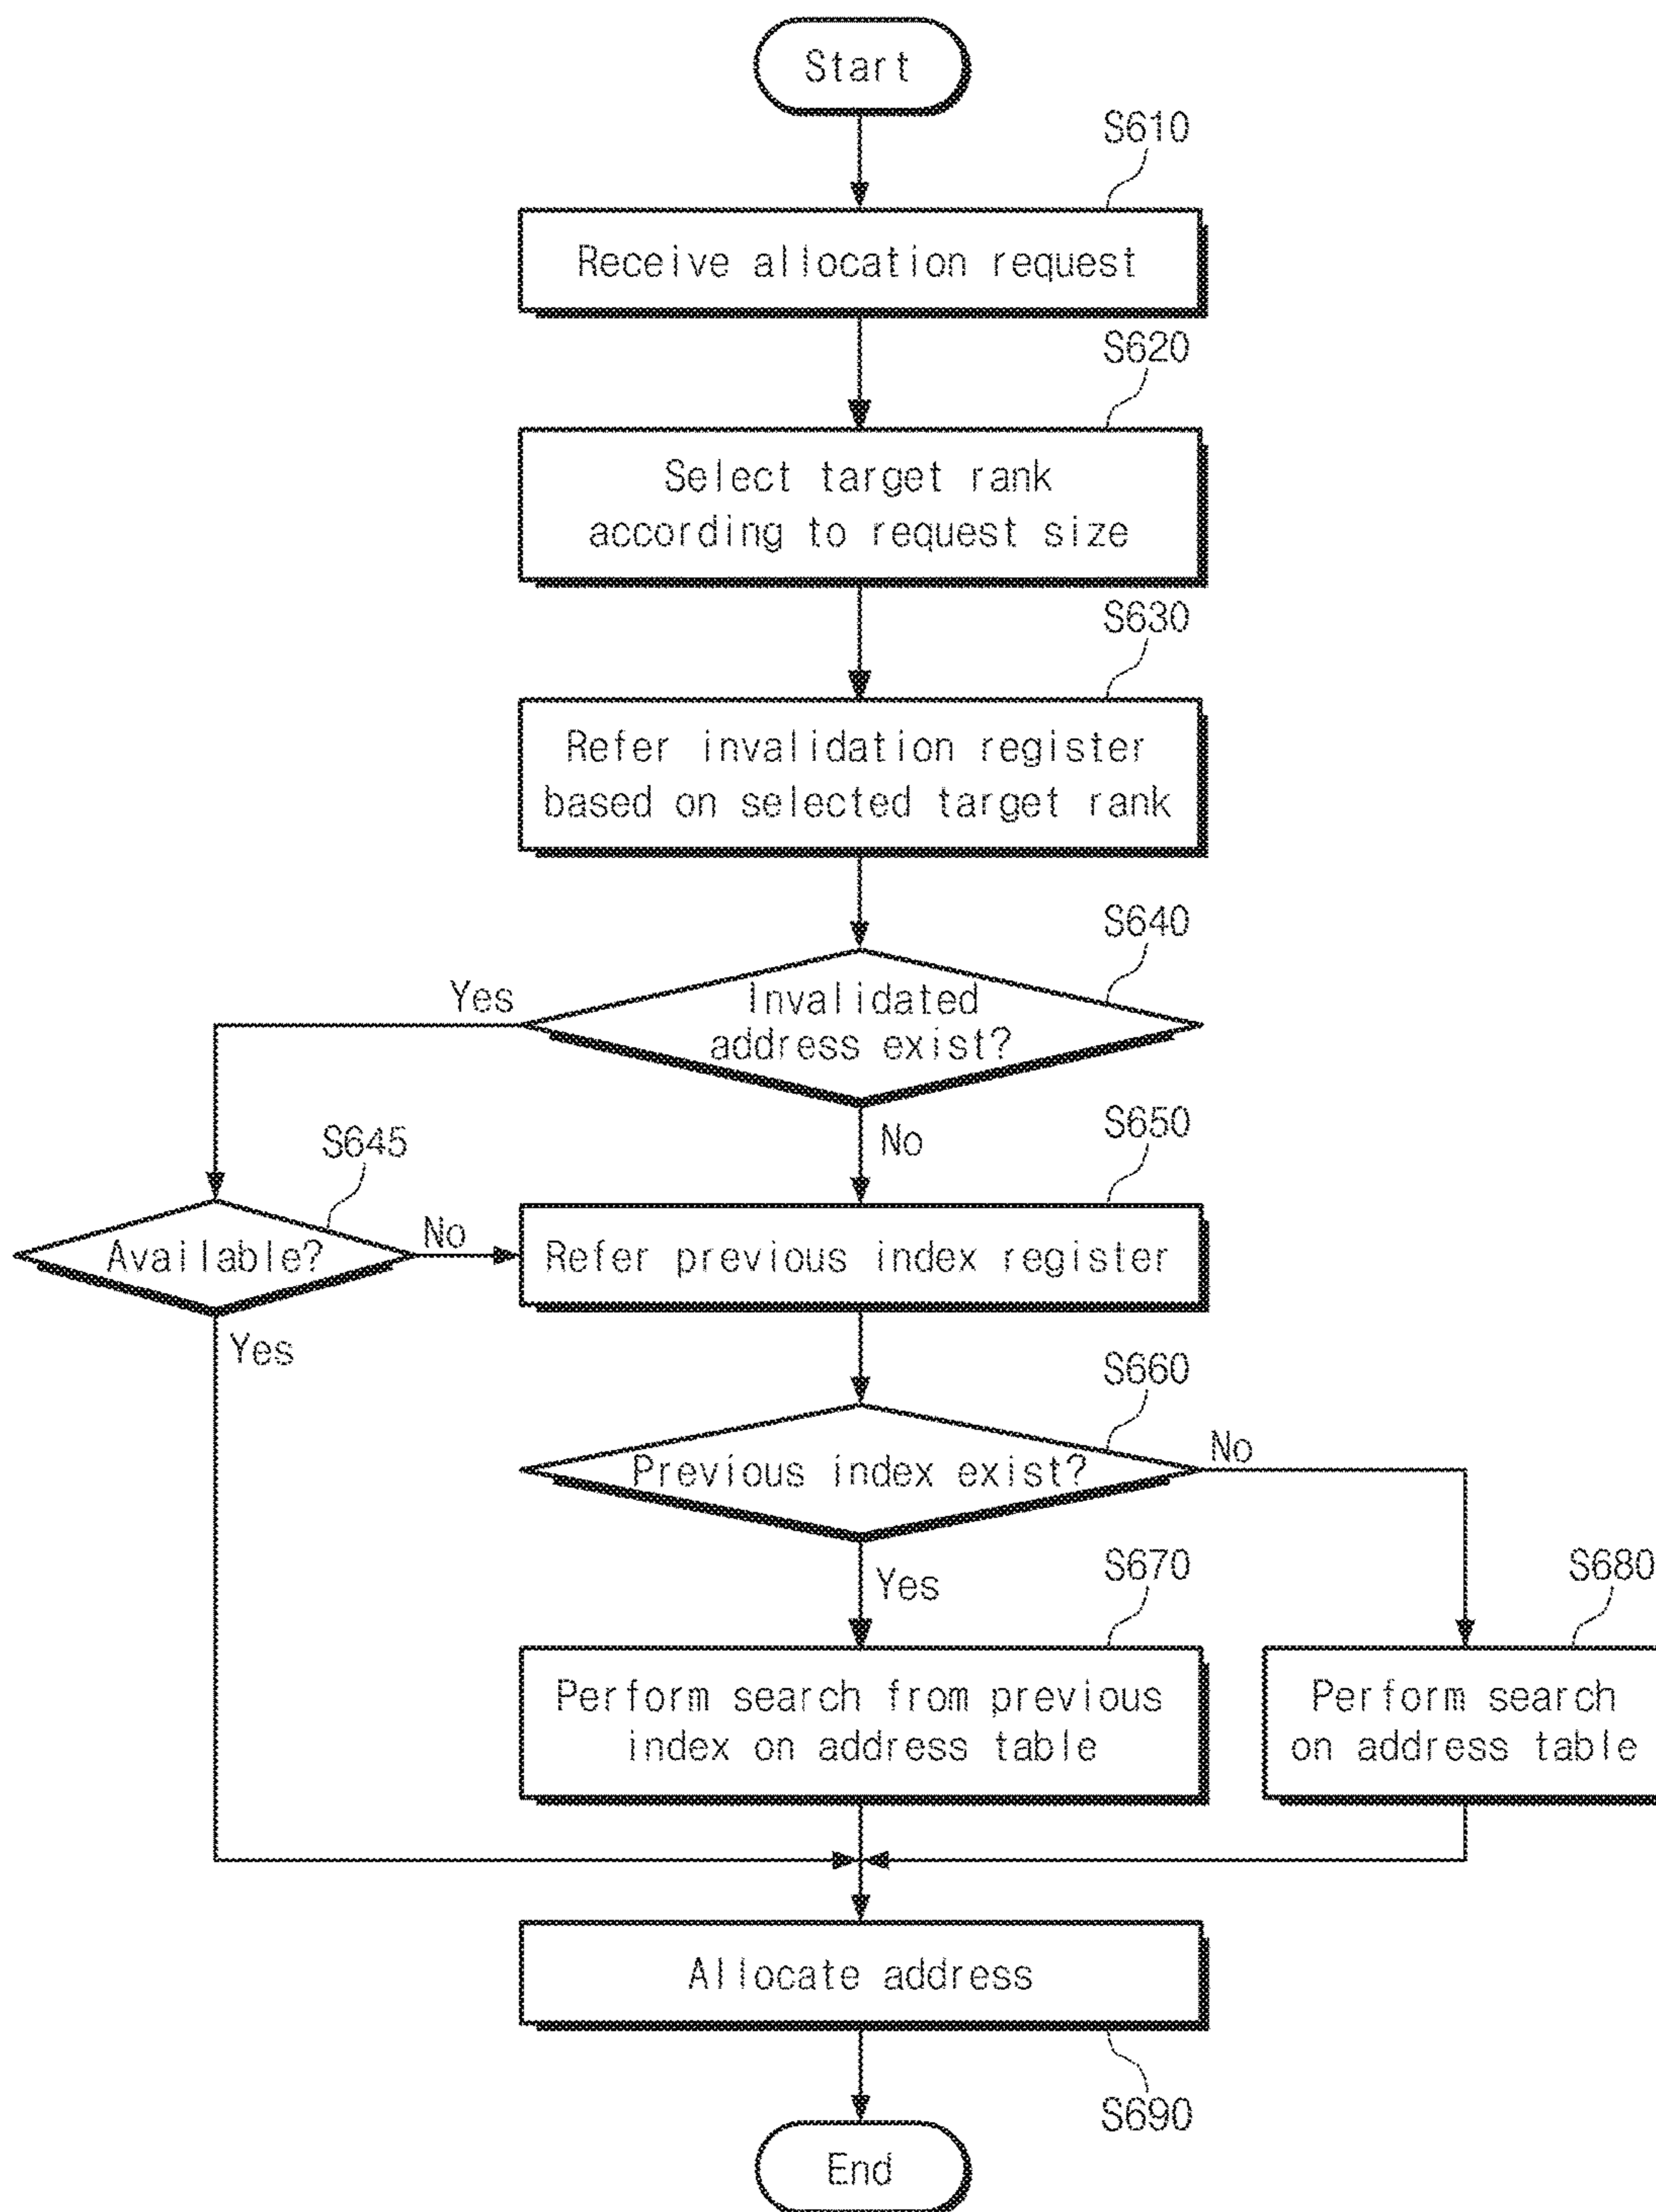 Start
S610
Receive allocation request
S620
Select target rank
according to request size
S630
Refer invalidation register
based on selected target rank
S640
Yes
Invalidated
address exist?
No
S645
S650
Available?
No
Refer previous index register
Yes
S660
Previous index exist?
No
Yes
S670
S680
Perform search from previous
index on address table
Perform search
on address table
Allocate address
S690
End